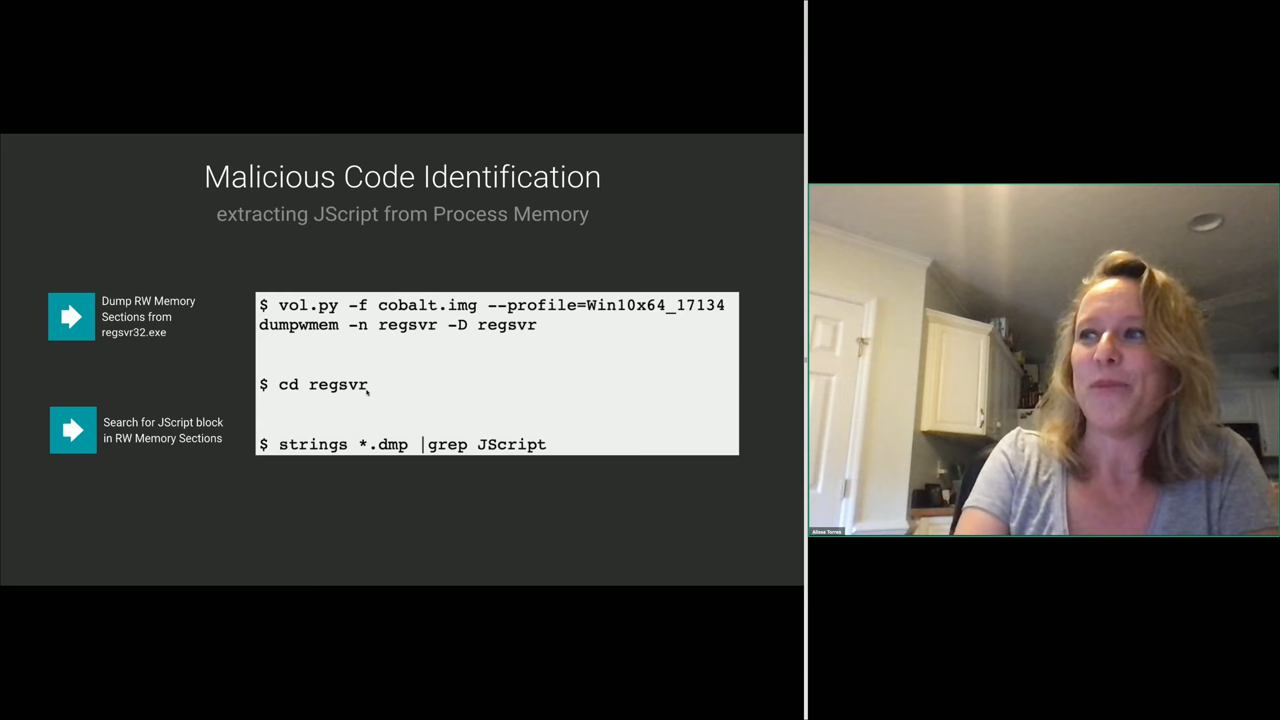 Malicious Code Identification
extracting JScript from Process Memory
Dump RW Memory
Sections from
regsvr32.exe
$ vol.py -f cobalt.img --profile=Win10x64_17134
dumpwmem -n regsvr -D regsvr
$ cd regsvr
Search for JScript block
in RW Memory Sections
$ strings *.dmp |grep JScript
Alissa Torres